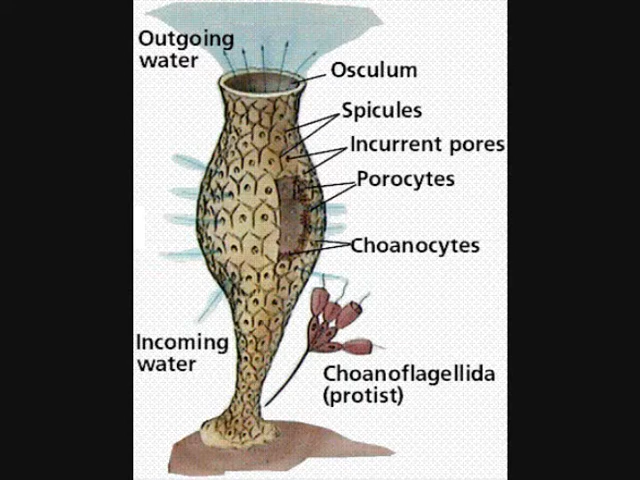 Outgoing
water
Osculum
Spicules
Incurrent pores
Porocytes
Choanocytes
Incoming
water
Choanoflagellida
(protist)